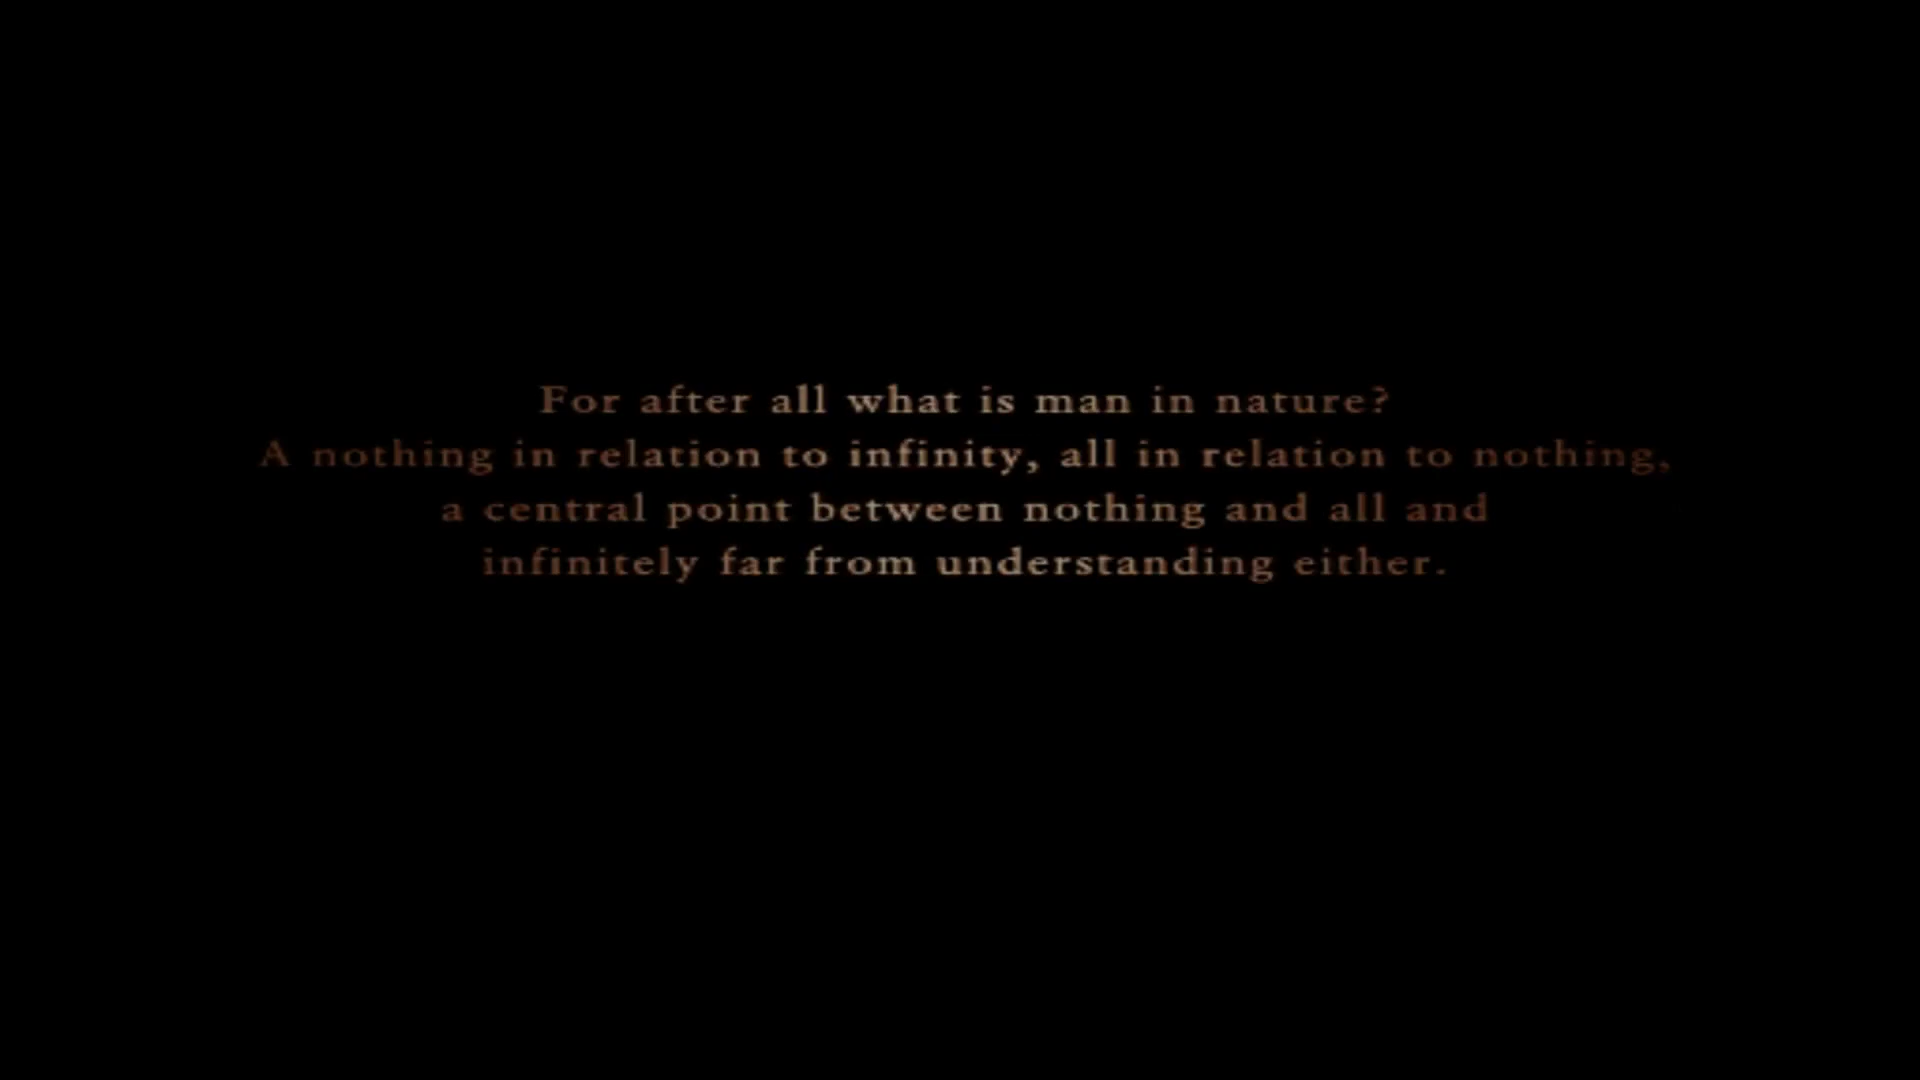 For after all what is man in nature?
A nothing in relation to infinity, all in relation to nothing,
a central point between nothing and all and
infinitely far from understanding either.